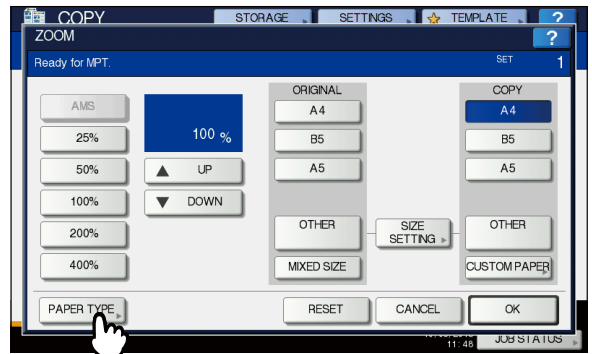 COPY STORAGE SETTINGS TEMPLATE ?
ZOOM ?
Ready for MPT. SET 1
ORIGINAL COPY
AMS 100 % A4 A4
25% B5 B5
50% UP A5 A5
100% DOWN
200% OTHER SIZE SETTING OTHER
400% MIXED SIZE CUSTOM PAPER
PAPER TYPE RESET CANCEL OK
11:48 JOB STATUS